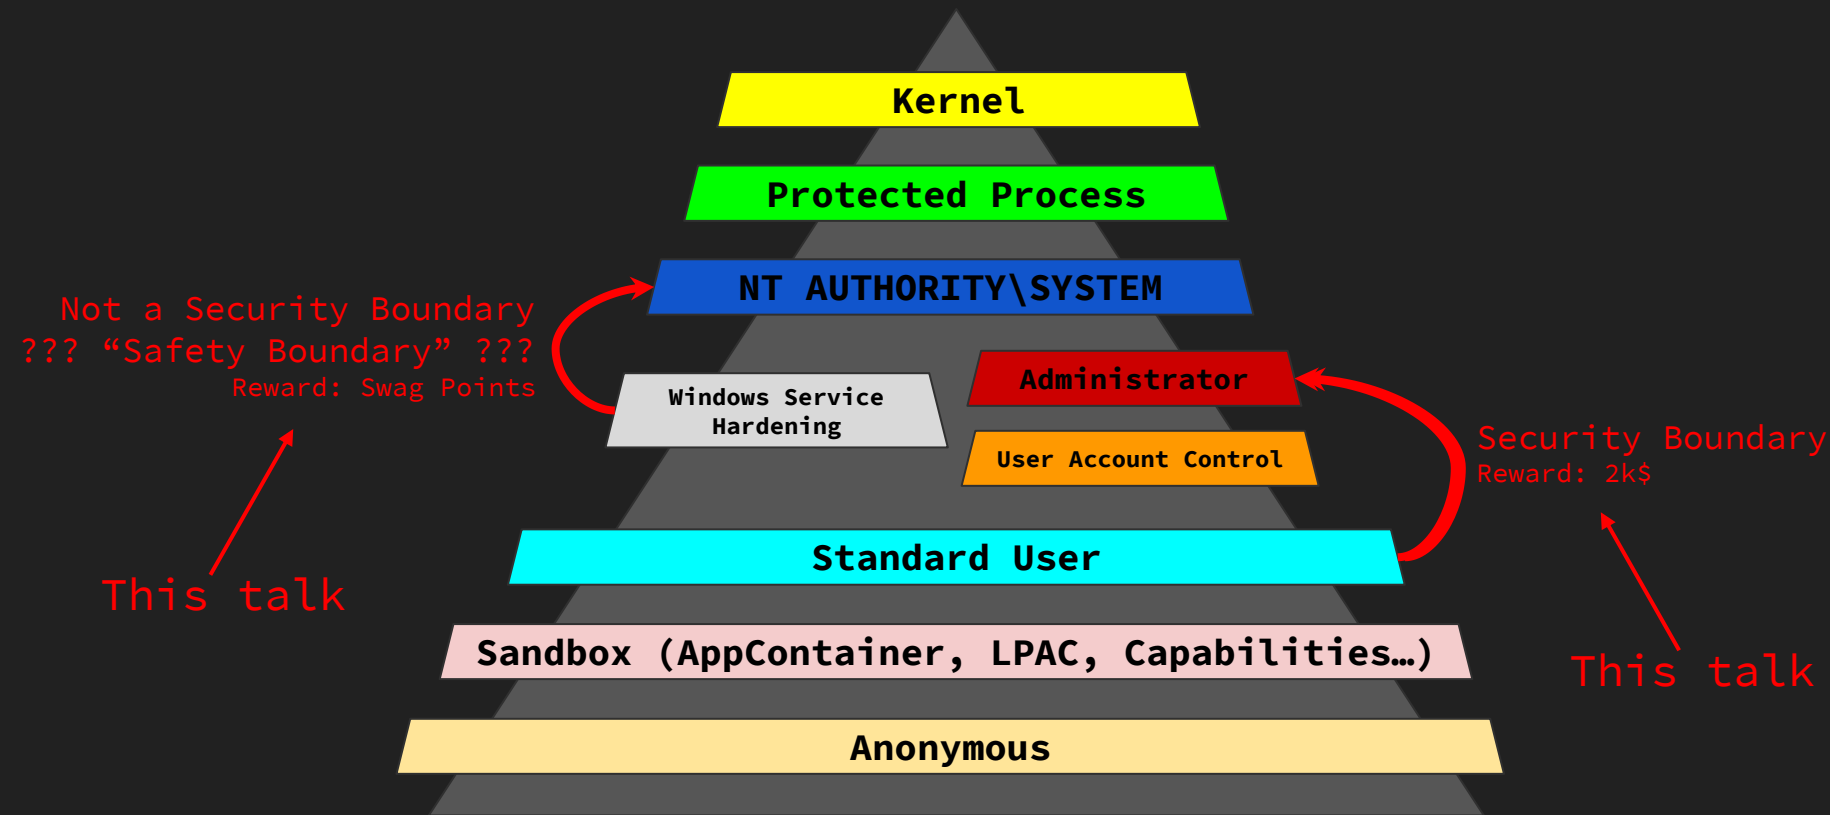 Kernel
Protected Process
NT AUTHORITY\SYSTEM
Not a Security Boundary
??? “Safety Boundary” ???
Reward: Swag Points
Windows Service
Hardening
Administrator
User Account Control
Security Boundary
Reward: 2k$
Standard User
This talk
This talk
Sandbox (AppContainer, LPAC, Capabilities…)
Anonymous